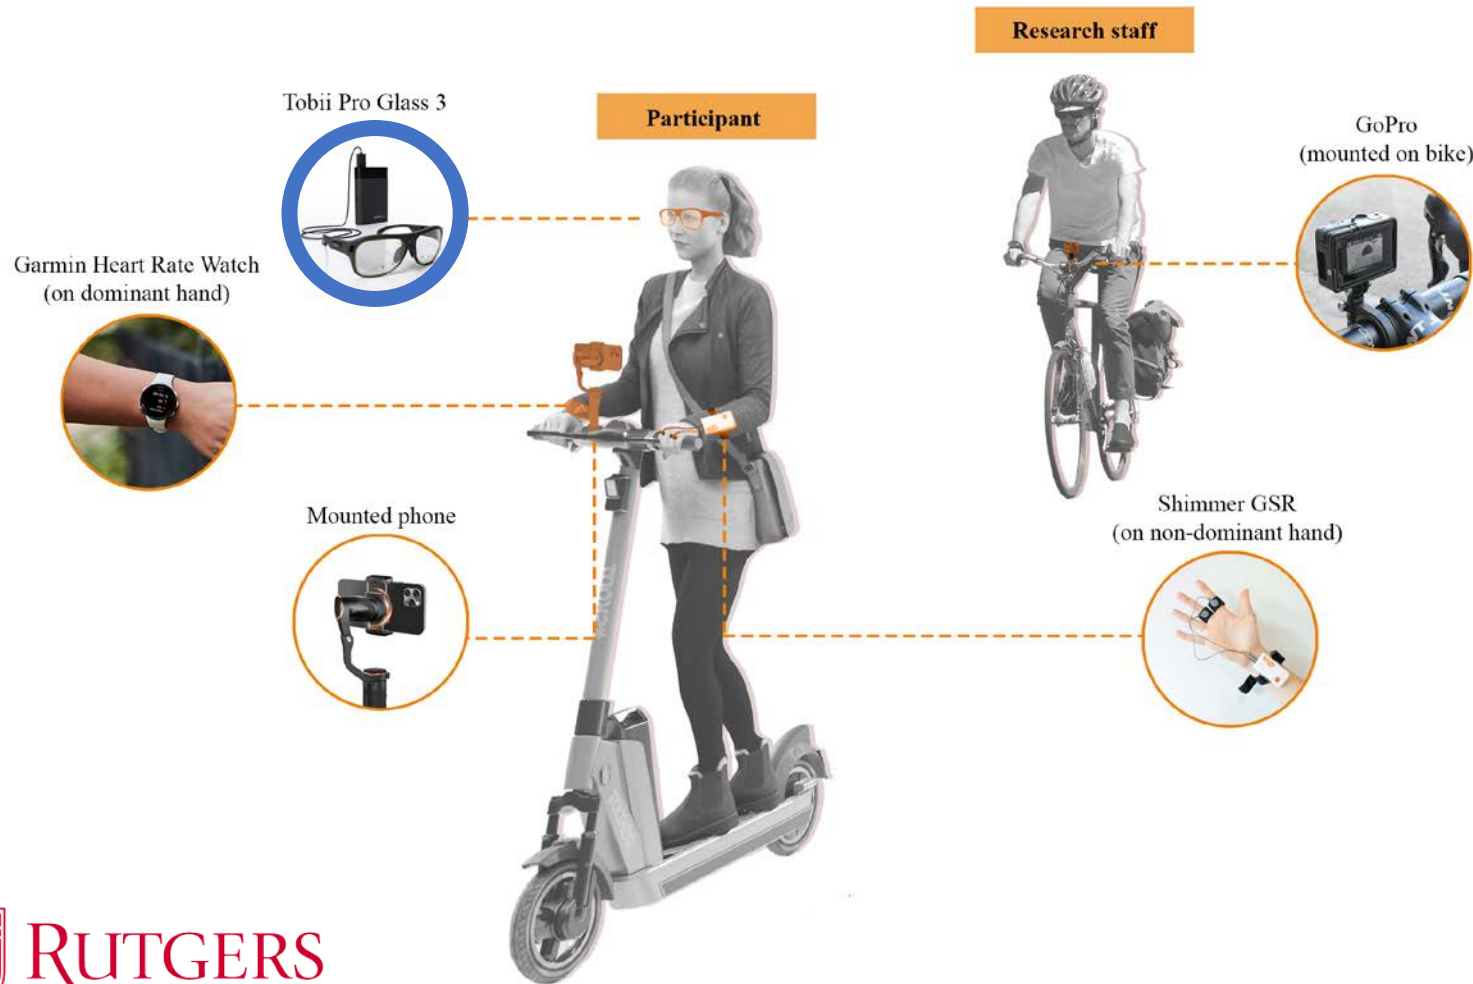 Research staff
Tobii Pro Glass 3
Participant
GoPro
(mounted on bike)
Garmin Heart Rate Watch
(on dominant hand)
Mounted phone
Shimmer GSR
(on non-dominant hand)
RUTGERS